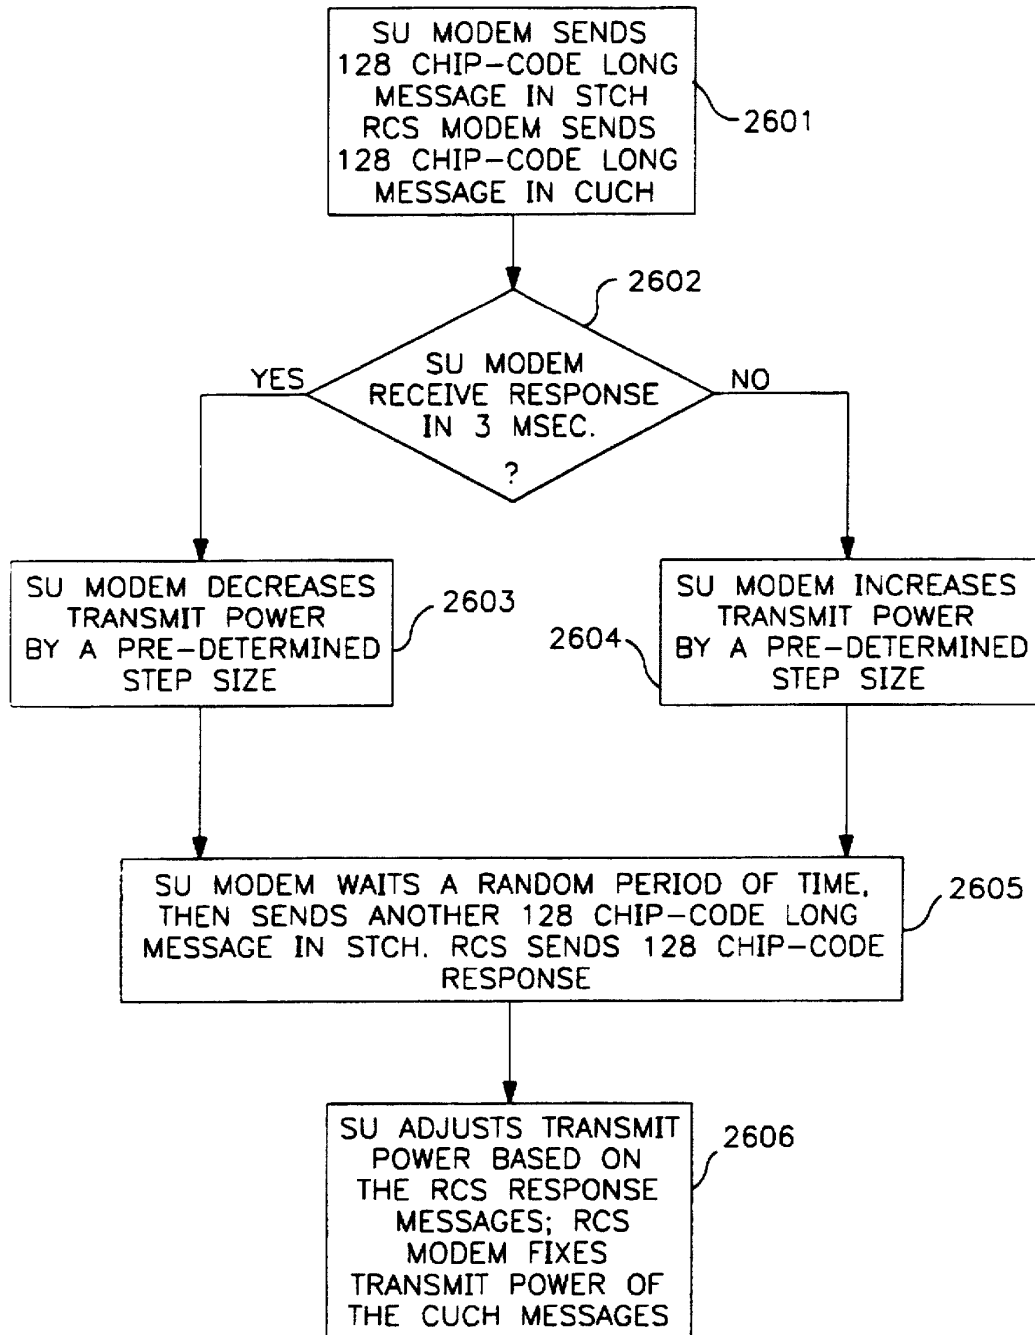 SU MODEM SENDS
128 CHIP-CODE LONG
MESSAGE IN STCH
RCS MODEM SENDS
128 CHIP-CODE LONG
MESSAGE IN CUCH
2601
2602
SU MODEM
RECEIVE RESPONSE
IN 3 MSEC.
?
YES
NO
SU MODEM DECREASES
TRANSMIT POWER
BY A PRE-DETERMINED
STEP SIZE
2603
SU MODEM INCREASES
TRANSMIT POWER
BY A PRE-DETERMINED
STEP SIZE
2604
SU MODEM WAITS A RANDOM PERIOD OF TIME,
THEN SENDS ANOTHER 128 CHIP-CODE LONG
MESSAGE IN STCH. RCS SENDS 128 CHIP-CODE
RESPONSE
2605
SU ADJUSTS TRANSMIT
POWER BASED ON
THE RCS RESPONSE
MESSAGES; RCS
MODEM FIXES
TRANSMIT POWER OF
THE CUCH MESSAGES
2606